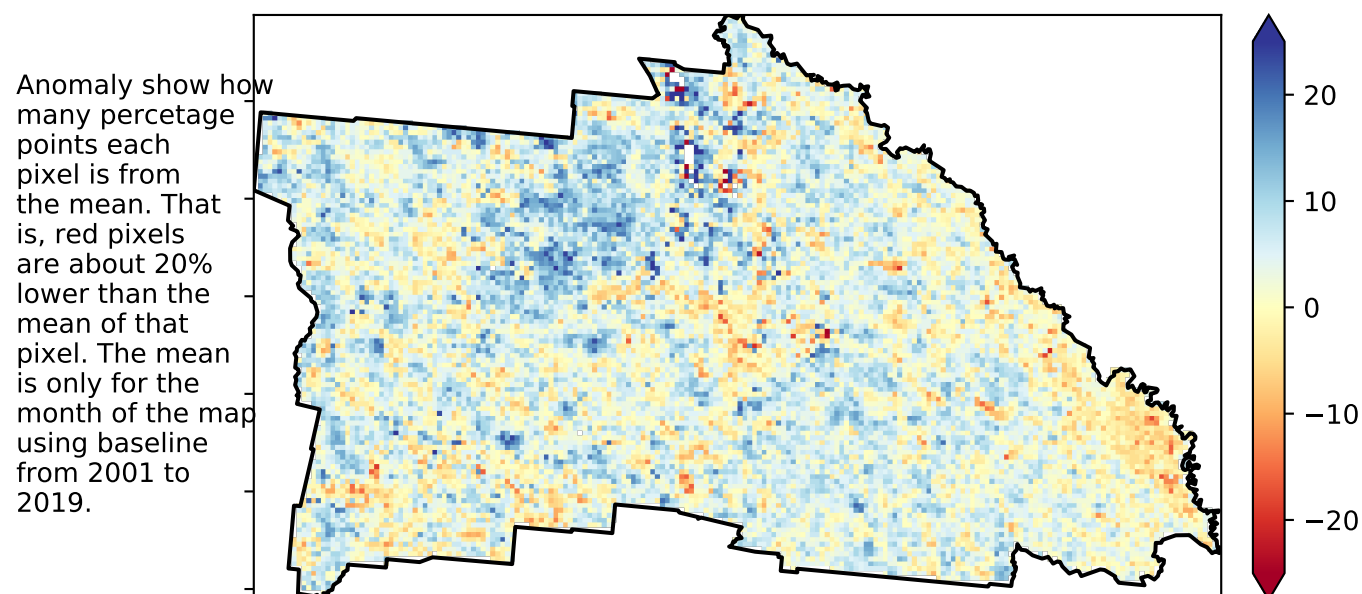 Anomaly show how
many percetage
points each
pixel is from
the mean. That
is, red pixels
are about 20%
lower than the
mean of that
pixel. The mean
is only for the
month of the map
using baseline
from 2001 to
2019.
20
10
0
−10
−20